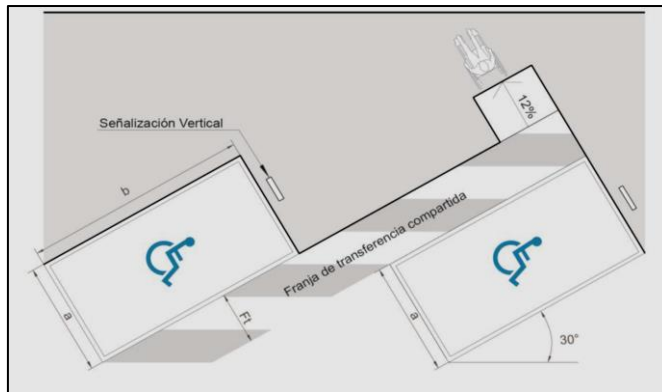 12%
Señalización Vertical
b
Franja de transferencia compartida
a
Ft
a
30°